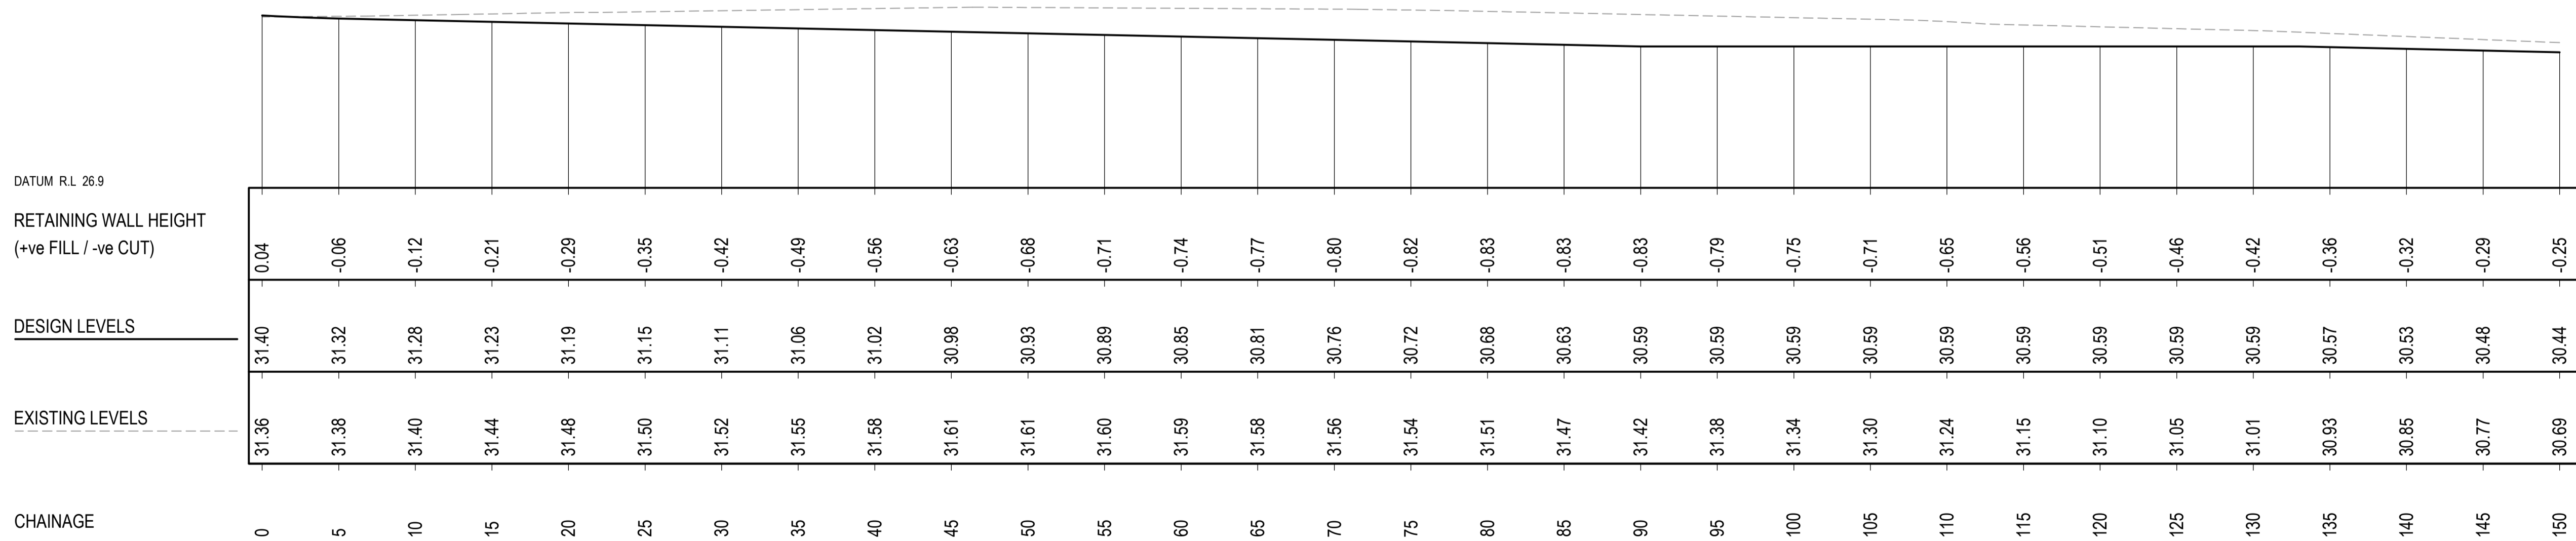 DATUM R.L 26.9
RETAINING WALL HEIGHT
(+ve FILL / -ve CUT)
0.04 -0.06 -0.12 -0.21 -0.29 -0.35 -0.42 -0.49 -0.56 -0.63 -0.68 -0.71 -0.74 -0.77 -0.80 -0.82 -0.83 -0.83 -0.83 -0.79 -0.75 -0.71 -0.65 -0.56 -0.51 -0.46 -0.42 -0.36 -0.32 -0.29 -0.25
DESIGN LEVELS
31.40 31.32 31.28 31.23 31.19 31.15 31.11 31.06 31.02 30.98 30.93 30.89 30.85 30.81 30.76 30.72 30.68 30.63 30.59 30.59 30.59 30.59 30.59 30.59 30.59 30.59 30.59 30.57 30.53 30.48 30.44
EXISTING LEVELS
31.36 31.38 31.40 31.44 31.48 31.50 31.52 31.55 31.58 31.61 31.61 31.60 31.59 31.58 31.56 31.54 31.51 31.47 31.42 31.38 31.34 31.30 31.24 31.15 31.10 31.05 31.01 30.93 30.85 30.77 30.69
CHAINAGE
0 5 10 15 20 25 30 35 40 45 50 55 60 65 70 75 80 85 90 95 100 105 110 115 120 125 130 135 140 145 150